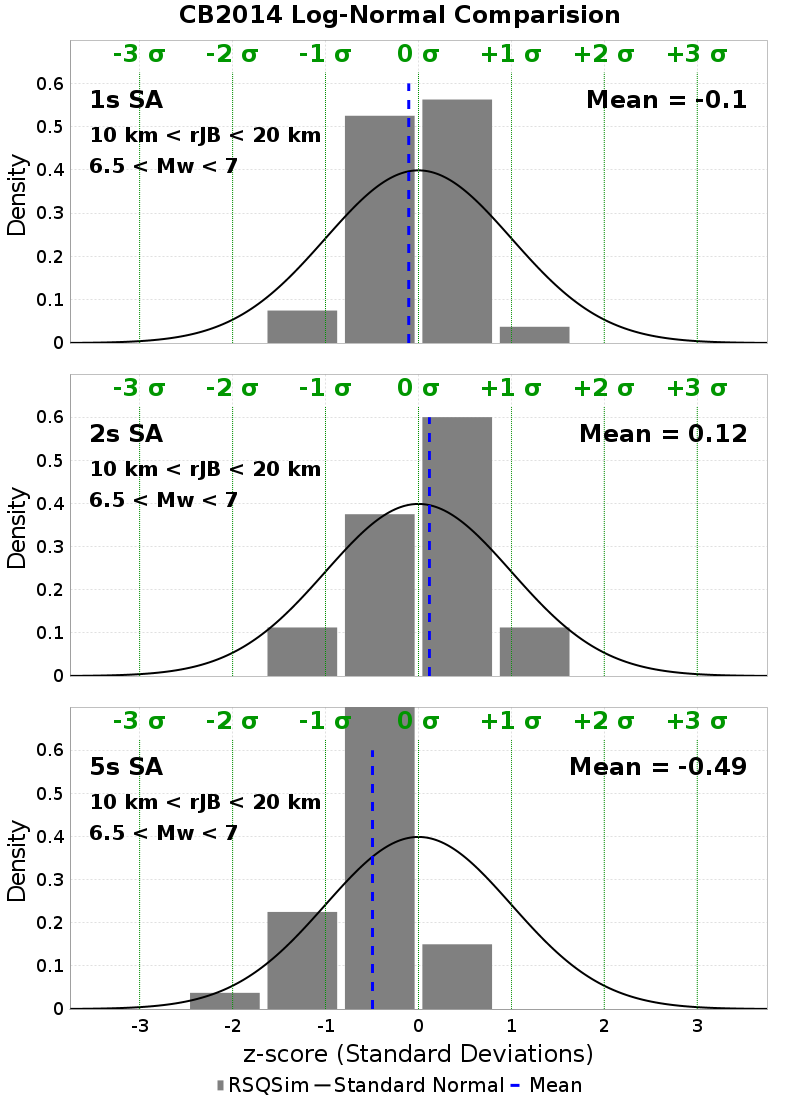 CB2014 Log-Normal Comparision
-3 σ -2 σ -1 σ 0 σ +1 σ +2 σ +3 σ
1s SA
Mean = -0.1
10 km < rJB < 20 km
6.5 < Mw < 7
Density
0.6
0.5
0.4
0.3
0.2
0.1
0
-3 σ -2 σ -1 σ 0 σ +1 σ +2 σ +3 σ
2s SA
Mean = 0.12
10 km < rJB < 20 km
6.5 < Mw < 7
Density
0.6
0.5
0.4
0.3
0.2
0.1
0
-3 σ -2 σ -1 σ 0 σ +1 σ +2 σ +3 σ
5s SA
Mean = -0.49
10 km < rJB < 20 km
6.5 < Mw < 7
Density
0.6
0.5
0.4
0.3
0.2
0.1
0
-3 -2 -1 0 1 2 3
z-score (Standard Deviations)
RSQSim Standard Normal Mean